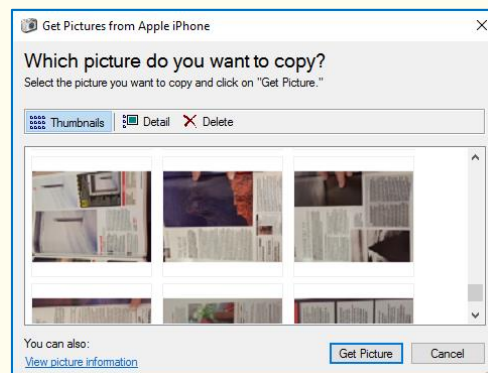 Get Pictures from Apple iPhone
Which picture do you want to copy?
Select the picture you want to copy and click on "Get Picture."
Thumbnails Detail Delete
You can also:
View picture information
Get Picture Cancel